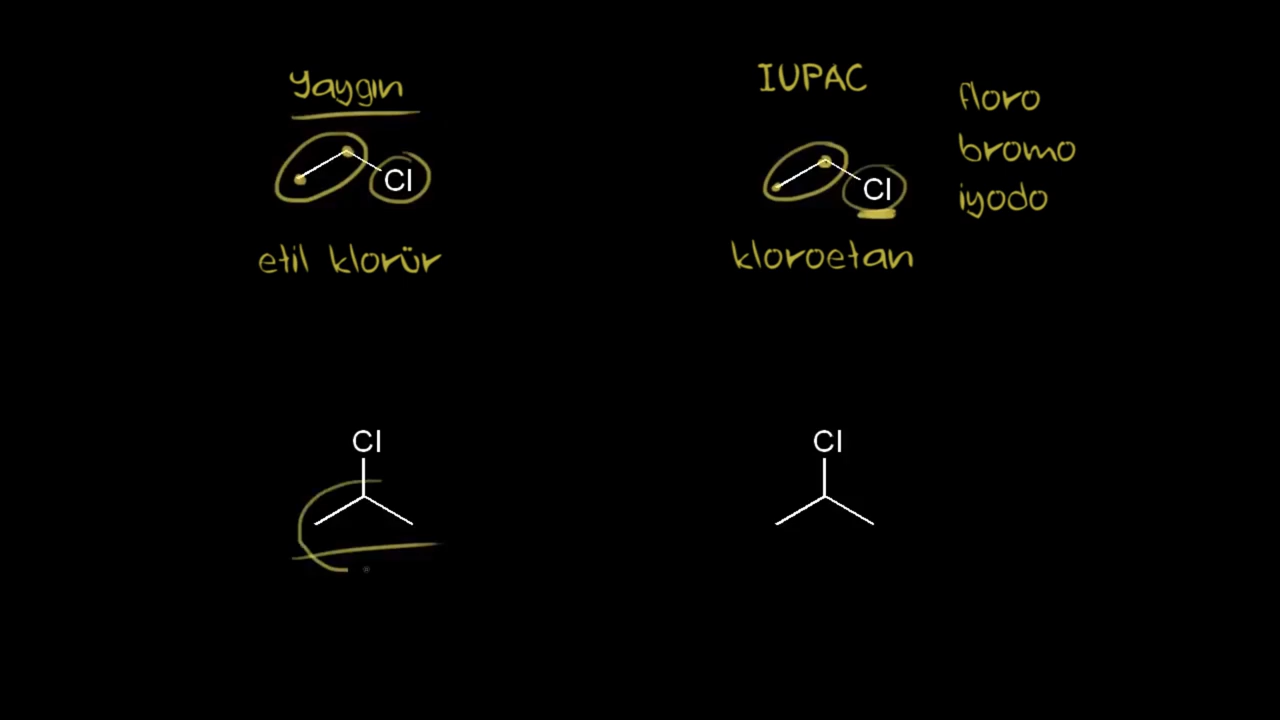 yaygın
IUPAC
floro
bromo
iyodo
Cl
Cl
etil klorür
kloroetan
Cl
Cl